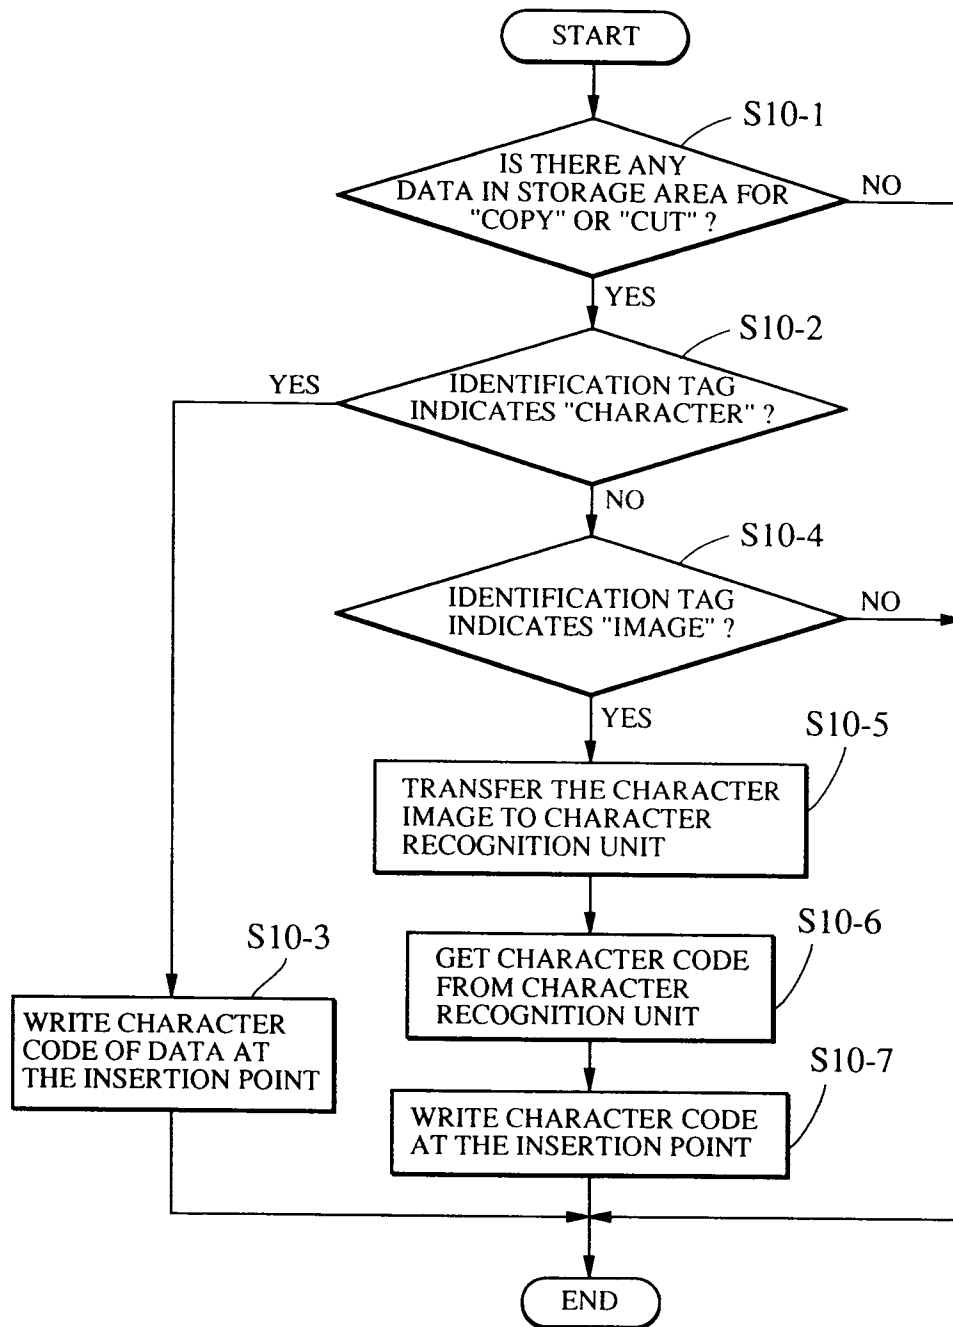 START
S10-1
IS THERE ANY
DATA IN STORAGE AREA FOR
"COPY" OR "CUT" ?
NO
YES
S10-2
YES
IDENTIFICATION TAG
INDICATES "CHARACTER" ?
NO
S10-4
IDENTIFICATION TAG
INDICATES "IMAGE" ?
NO
YES
S10-5
TRANSFER THE CHARACTER
IMAGE TO CHARACTER
RECOGNITION UNIT
S10-6
GET CHARACTER CODE
FROM CHARACTER
RECOGNITION UNIT
S10-3
WRITE CHARACTER
CODE OF DATA AT
THE INSERTION POINT
S10-7
WRITE CHARACTER CODE
AT THE INSERTION POINT
END